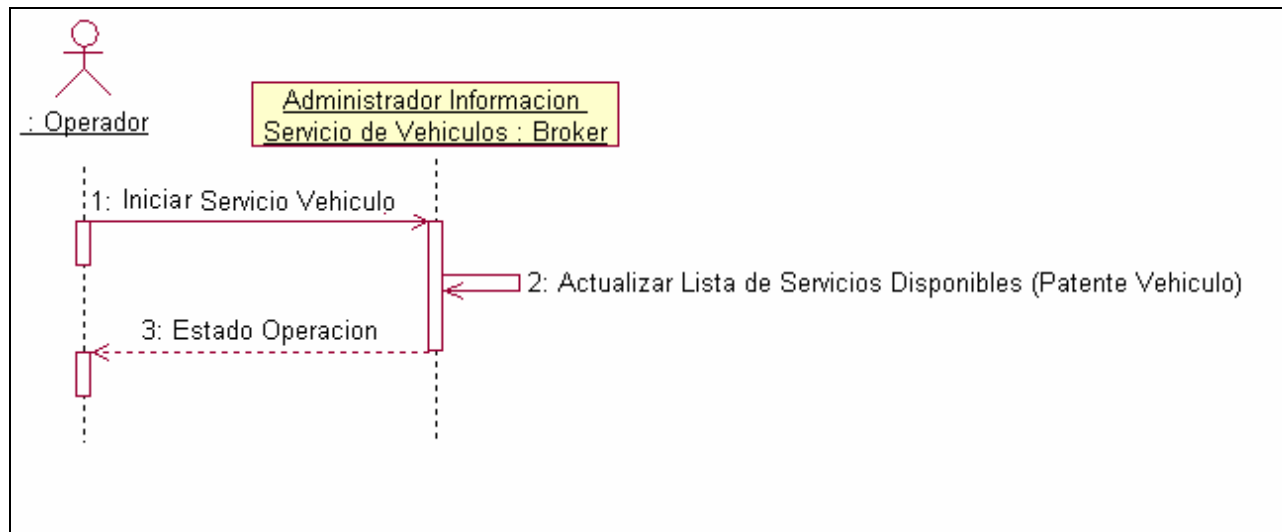 : Operador
Administrador Informacion
Servicio de Vehiculos : Broker
1: Iniciar Servicio Vehiculo
2: Actualizar Lista de Servicios Disponibles (Patente Vehiculo)
3: Estado Operacion